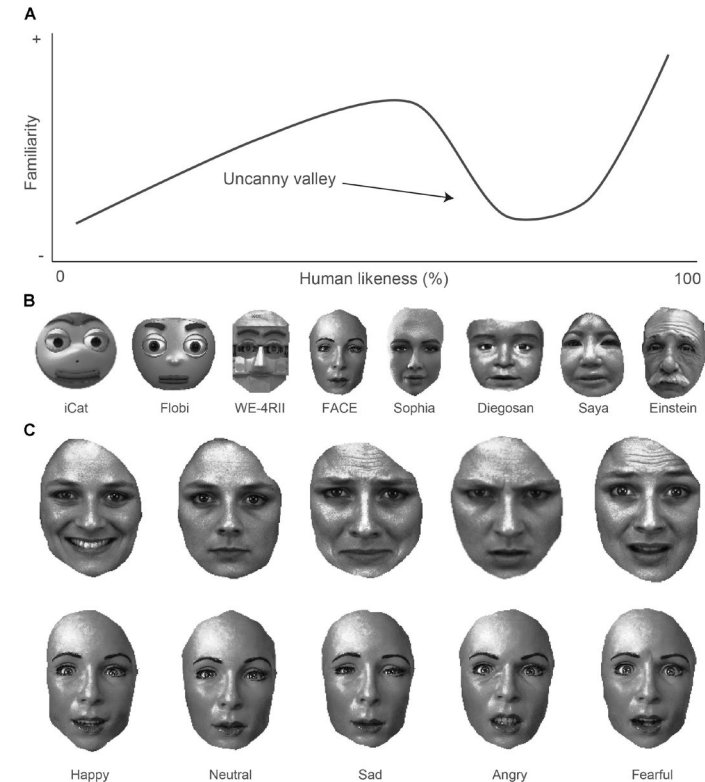 A
+
Familiarity
Uncanny valley
-
0 Human likeness (%) 100
B
iCat Flobi WE-4RII FACE Sophia Diegosan Saya Einstein
C
Happy Neutral Sad Angry Fearful